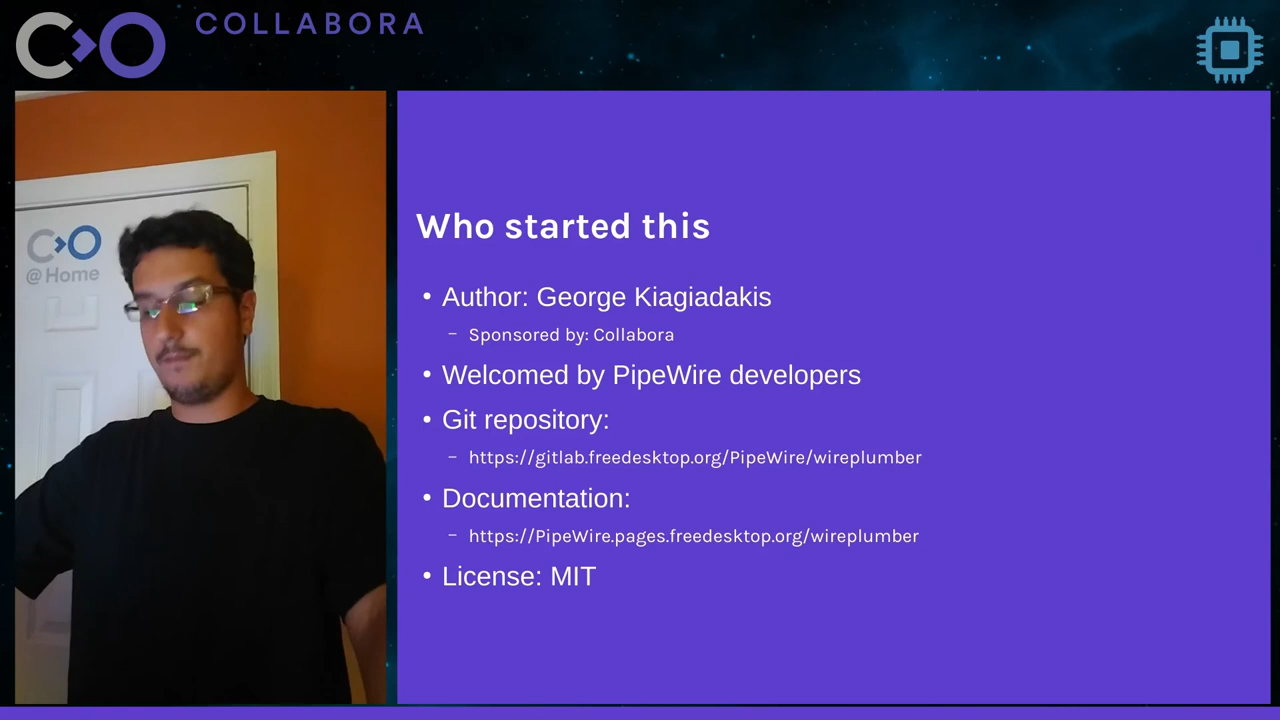 COLLABORA
@Home
Who started this
• Author: George Kiagiadakis
– Sponsored by: Collabora
• Welcomed by PipeWire developers
• Git repository:
– https://gitlab.freedesktop.org/PipeWire/wireplumber
• Documentation:
– https://PipeWire.pages.freedesktop.org/wireplumber
• License: MIT